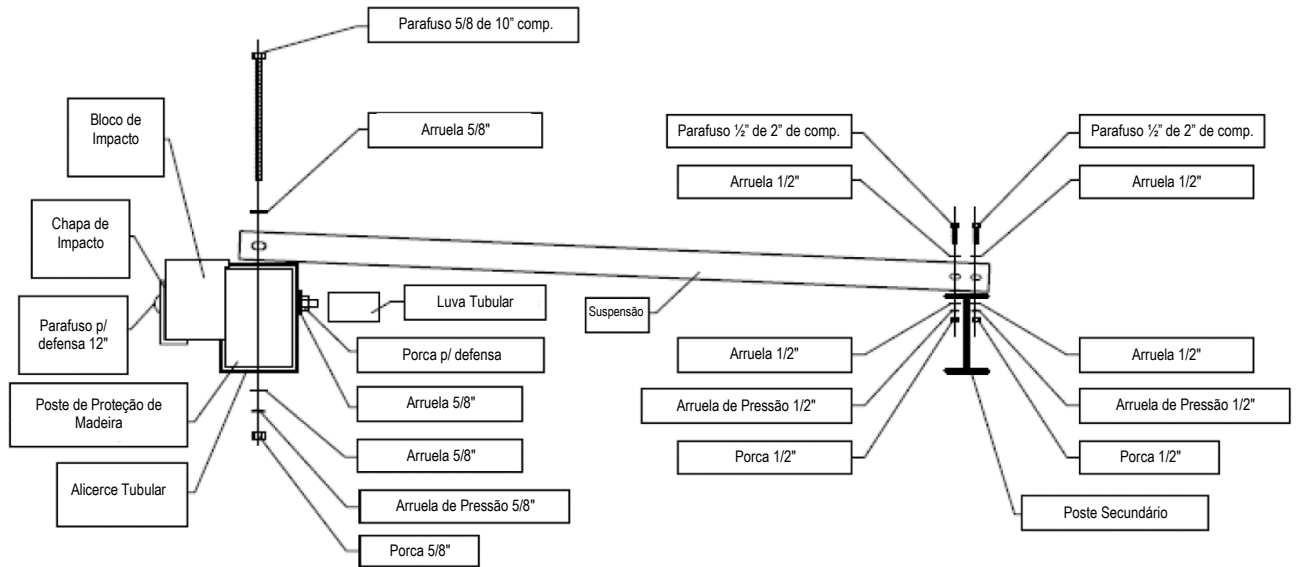 Parafuso 5/8 de 10” comp.
Bloco de
Impacto
Arruela 5/8"
Parafuso ½” de 2” de comp.
Parafuso ½” de 2” de comp.
Arruela 1/2"
Arruela 1/2"
Chapa de
Impacto
Luva Tubular
Suspensão
Parafuso p/
defensa 12"
Porca p/ defensa
Arruela 1/2"
Arruela 1/2"
Poste de Proteção de
Madeira
Arruela 5/8"
Arruela de Pressão 1/2"
Arruela de Pressão 1/2"
Arruela 5/8"
Porca 1/2"
Porca 1/2"
Alicerce Tubular
Arruela de Pressão 5/8"
Poste Secundário
Porca 5/8"